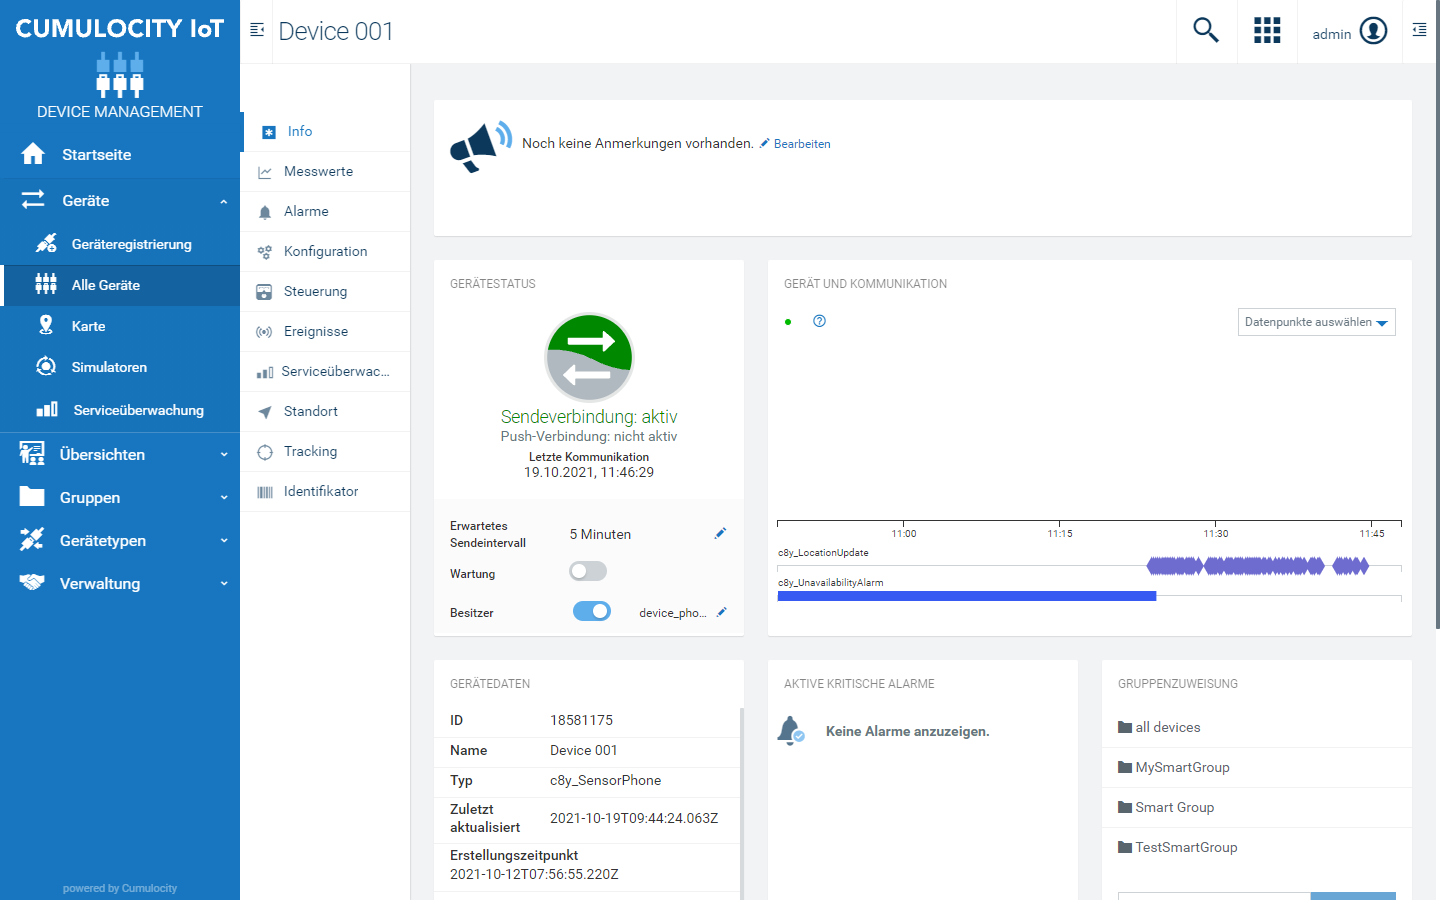 CUMULOCITY IoT
DEVICE MANAGEMENT
Startseite
Geräte
Geräteregistrierung
Alle Geräte
Karte
Simulatoren
Serviceüberwachung
Übersichten
Gruppen
Gerätetypen
Verwaltung
powered by Cumulocity
Device 001
admin
Info
Messwerte
Alarme
Konfiguration
Steuerung
Ereignisse
Serviceüberwac...
Standort
Tracking
Identifikator
Noch keine Anmerkungen vorhanden. Bearbeiten
GERÄTESTATUS
Sendeverbindung: aktiv
Push-Verbindung: nicht aktiv
Letzte Kommunikation
19.10.2021, 11:46:29
Erwartetes
Sendeintervall
5 Minuten
Wartung
Besitzer
device_pho...
GERÄT UND KOMMUNIKATION
Datenpunkte auswählen
11:00 11:15 11:30 11:45
c8y_LocationUpdate
c8y_UnavailabilityAlarm
GERÄTEDATEN
ID 18581175
Name Device 001
Typ c8y_SensorPhone
Zuletzt
aktualisiert
2021-10-19T09:44:24.063Z
Erstellungszeitpunkt
2021-10-12T07:56:55.220Z
AKTIVE KRITISCHE ALARME
Keine Alarme anzuzeigen.
GRUPPENZUWEISUNG
all devices
MySmartGroup
Smart Group
TestSmartGroup